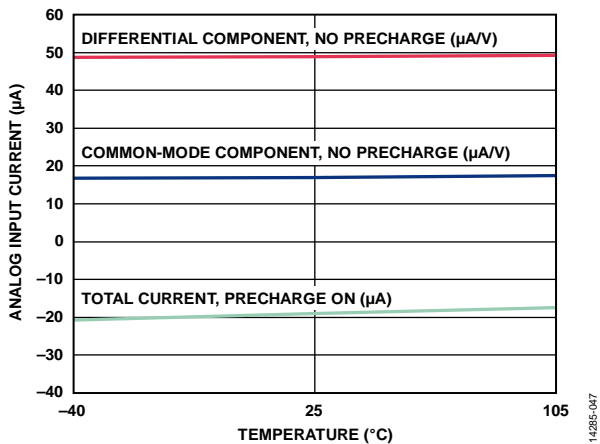 60
50
40
30
20
10
0
–10
–20
–30
–40
ANALOG INPUT CURRENT (µA)
DIFFERENTIAL COMPONENT, NO PRECHARGE (µA/V)
COMMON-MODE COMPONENT, NO PRECHARGE (µA/V)
TOTAL CURRENT, PRECHARGE ON (µA)
–40 25 105
TEMPERATURE (°C)
14285-047